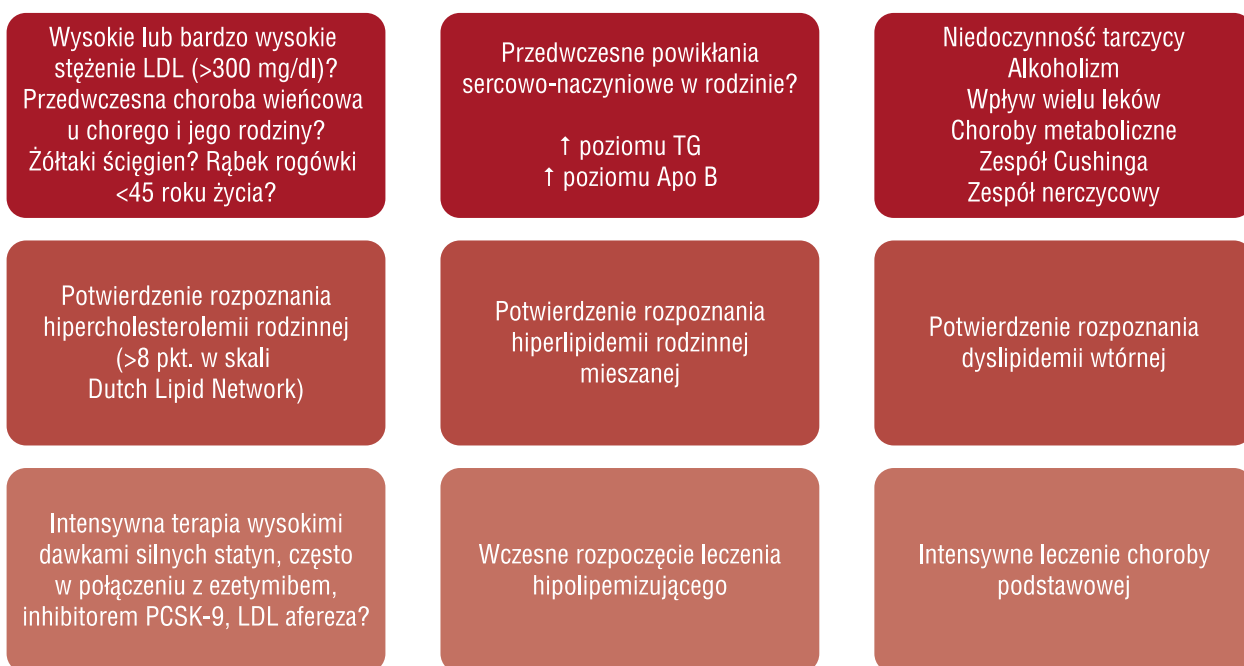 Wysokie lub bardzo wysokie
stężenie LDL (>300 mg/dl)?
Przedwczesna choroba wieńcowa
u chorego i jego rodziny?
Żółtaki ścięgien? Rąbek rogówki
<45 roku życia?
Przedwczesne powikłania
sercowo-naczyniowe w rodzinie?
↑ poziomu TG
↑ poziomu Apo B
Niedoczynność tarczycy
Alkoholizm
Wpływ wielu leków
Choroby metaboliczne
Zespół Cushinga
Zespół nerczycowy
Potwierdzenie rozpoznania
hipercholesterolemii rodzinnej
(>8 pkt. w skali
Dutch Lipid Network)
Potwierdzenie rozpoznania
hiperlipidemii rodzinnej
mieszanej
Potwierdzenie rozpoznania
dyslipidemii wtórnej
Intensywna terapia wysokimi
dawkami silnych statyn, często
w połączeniu z ezetymibem,
inhibitorem PCSK-9, LDL afereza?
Wczesne rozpoczęcie leczenia
hipolipemizującego
Intensywne leczenie choroby
podstawowej